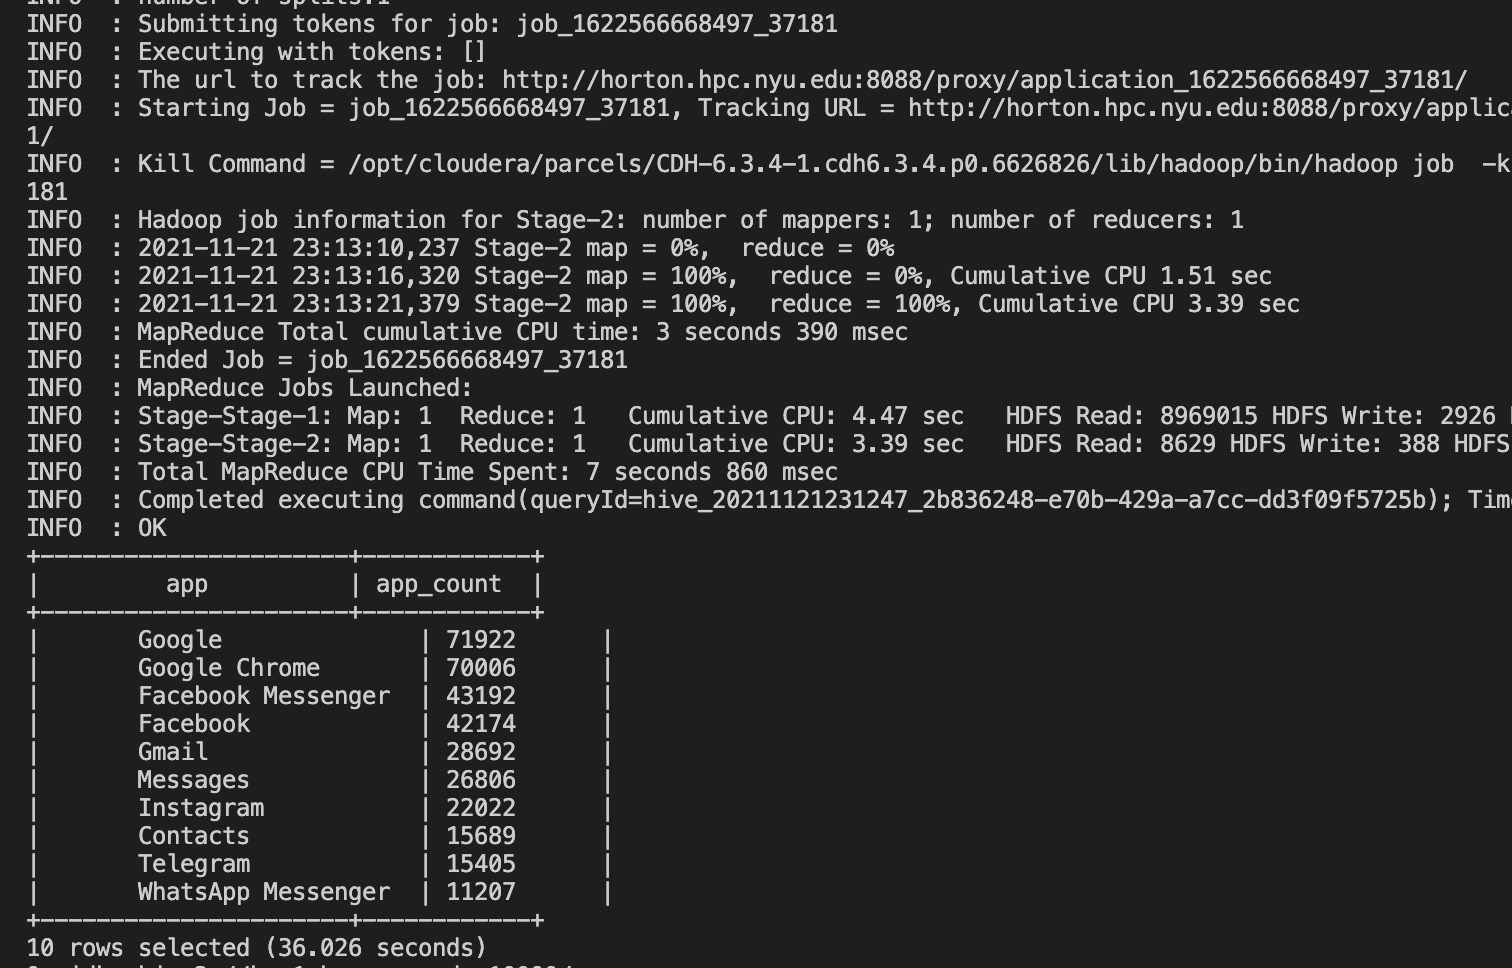 INFO  : number of splits:1
INFO  : Submitting tokens for job: job_1622566668497_37181
INFO  : Executing with tokens: []
INFO  : The url to track the job: http://horton.hpc.nyu.edu:8088/proxy/application_1622566668497_37181/
INFO  : Starting Job = job_1622566668497_37181, Tracking URL = http://horton.hpc.nyu.edu:8088/proxy/applic
1/
INFO  : Kill Command = /opt/cloudera/parcels/CDH-6.3.4-1.cdh6.3.4.p0.6626826/lib/hadoop/bin/hadoop job  -k
181
INFO  : Hadoop job information for Stage-2: number of mappers: 1; number of reducers: 1
INFO  : 2021-11-21 23:13:10,237 Stage-2 map = 0%,  reduce = 0%
INFO  : 2021-11-21 23:13:16,320 Stage-2 map = 100%,  reduce = 0%, Cumulative CPU 1.51 sec
INFO  : 2021-11-21 23:13:21,379 Stage-2 map = 100%,  reduce = 100%, Cumulative CPU 3.39 sec
INFO  : MapReduce Total cumulative CPU time: 3 seconds 390 msec
INFO  : Ended Job = job_1622566668497_37181
INFO  : MapReduce Jobs Launched:
INFO  : Stage-Stage-1: Map: 1  Reduce: 1   Cumulative CPU: 4.47 sec   HDFS Read: 8969015 HDFS Write: 2926
INFO  : Stage-Stage-2: Map: 1  Reduce: 1   Cumulative CPU: 3.39 sec   HDFS Read: 8629 HDFS Write: 388 HDFS
INFO  : Total MapReduce CPU Time Spent: 7 seconds 860 msec
INFO  : Completed executing command(queryId=hive_20211121231247_2b836248-e70b-429a-a7cc-dd3f09f5725b); Tim
INFO  : OK
+----------------------+------------+
|         app          | app_count  |
+----------------------+------------+
|       Google              | 71922      |
|       Google Chrome       | 70006      |
|       Facebook Messenger  | 43192      |
|       Facebook            | 42174      |
|       Gmail               | 28692      |
|       Messages            | 26806      |
|       Instagram           | 22022      |
|       Contacts            | 15689      |
|       Telegram            | 15405      |
|       WhatsApp Messenger  | 11207      |
+----------------------+------------+
10 rows selected (36.026 seconds)